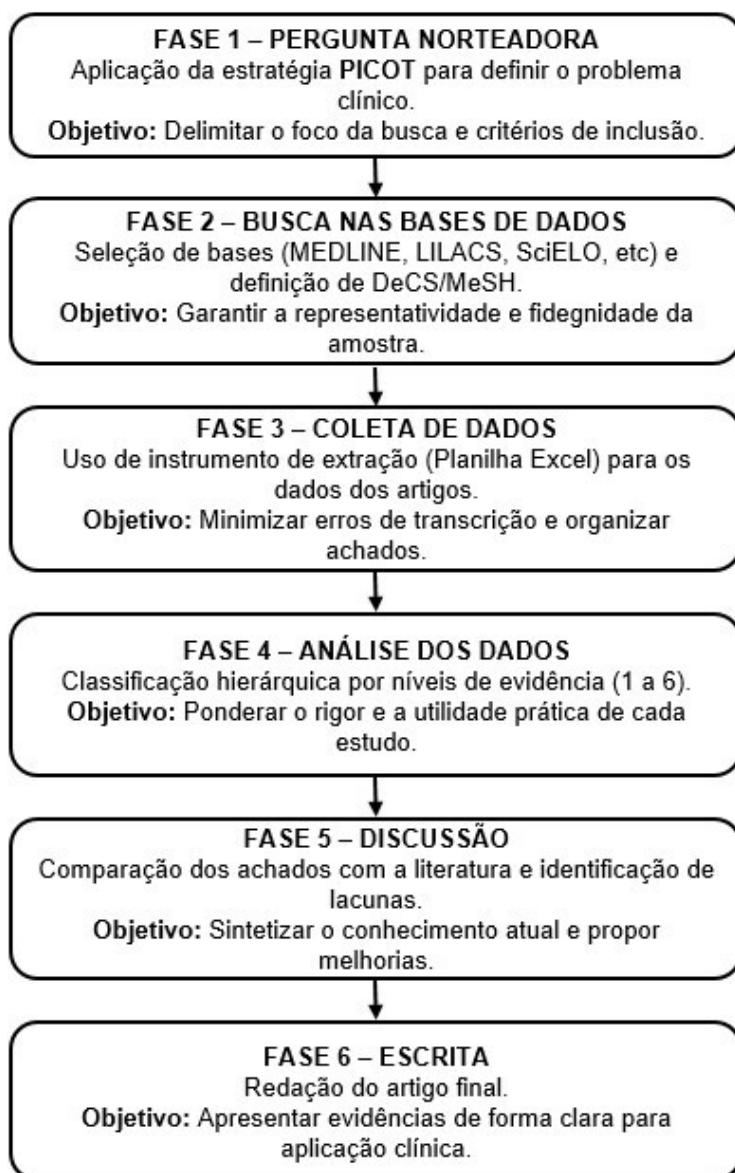 FASE 1 – PERGUNTA NORTEADORA
Aplicação da estratégia PICOT para definir o problema
clínico.
Objetivo: Delimitar o foco da busca e critérios de inclusão.
FASE 2 – BUSCA NAS BASES DE DADOS
Seleção de bases (MEDLINE, LILACS, SciELO, etc) e
definição de DeCS/MeSH.
Objetivo: Garantir a representatividade e fidegnidade da
amostra.
FASE 3 – COLETA DE DADOS
Uso de instrumento de extração (Planilha Excel) para os
dados dos artigos.
Objetivo: Minimizar erros de transcrição e organizar
achados.
FASE 4 – ANÁLISE DOS DADOS
Classificação hierárquica por níveis de evidência (1 a 6).
Objetivo: Ponderar o rigor e a utilidade prática de cada
estudo.
FASE 5 – DISCUSSÃO
Comparação dos achados com a literatura e identificação de
lacunas.
Objetivo: Sintetizar o conhecimento atual e propor
melhorias.
FASE 6 – ESCRITA
Redação do artigo final.
Objetivo: Apresentar evidências de forma clara para
aplicação clínica.